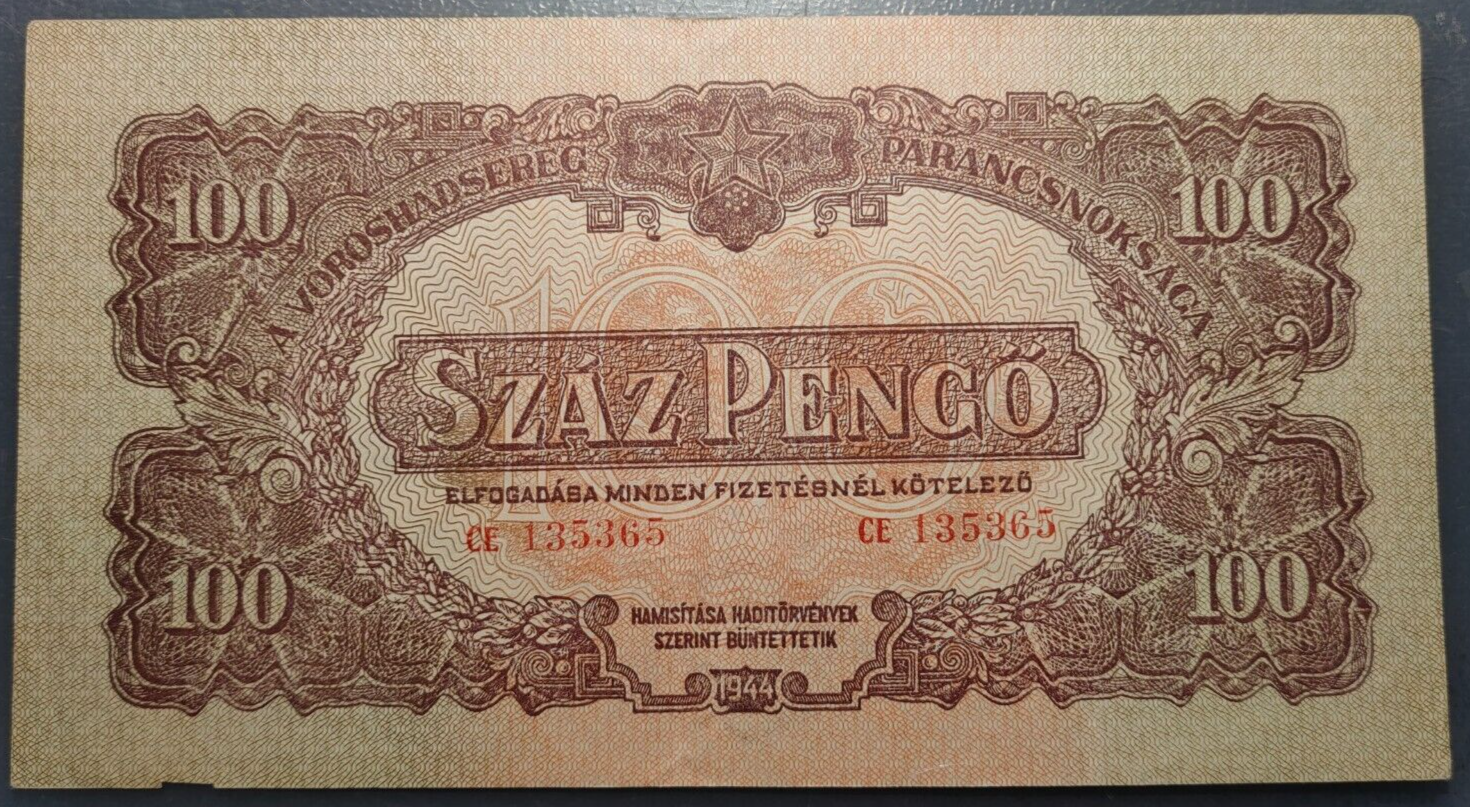 A VÖRÖSHADSEREG PARANCSNOKSÁGA
100 100
100
SZÁZ PENGŐ
ELFOGADÁSA MINDEN FIZETÉSNÉL KÖTELEZŐ
CE 135365 CE 135365
100 100
HAMISÍTÁSA HADITÖRVÉNYEK
SZERINT BÜNTETTETIK
1944